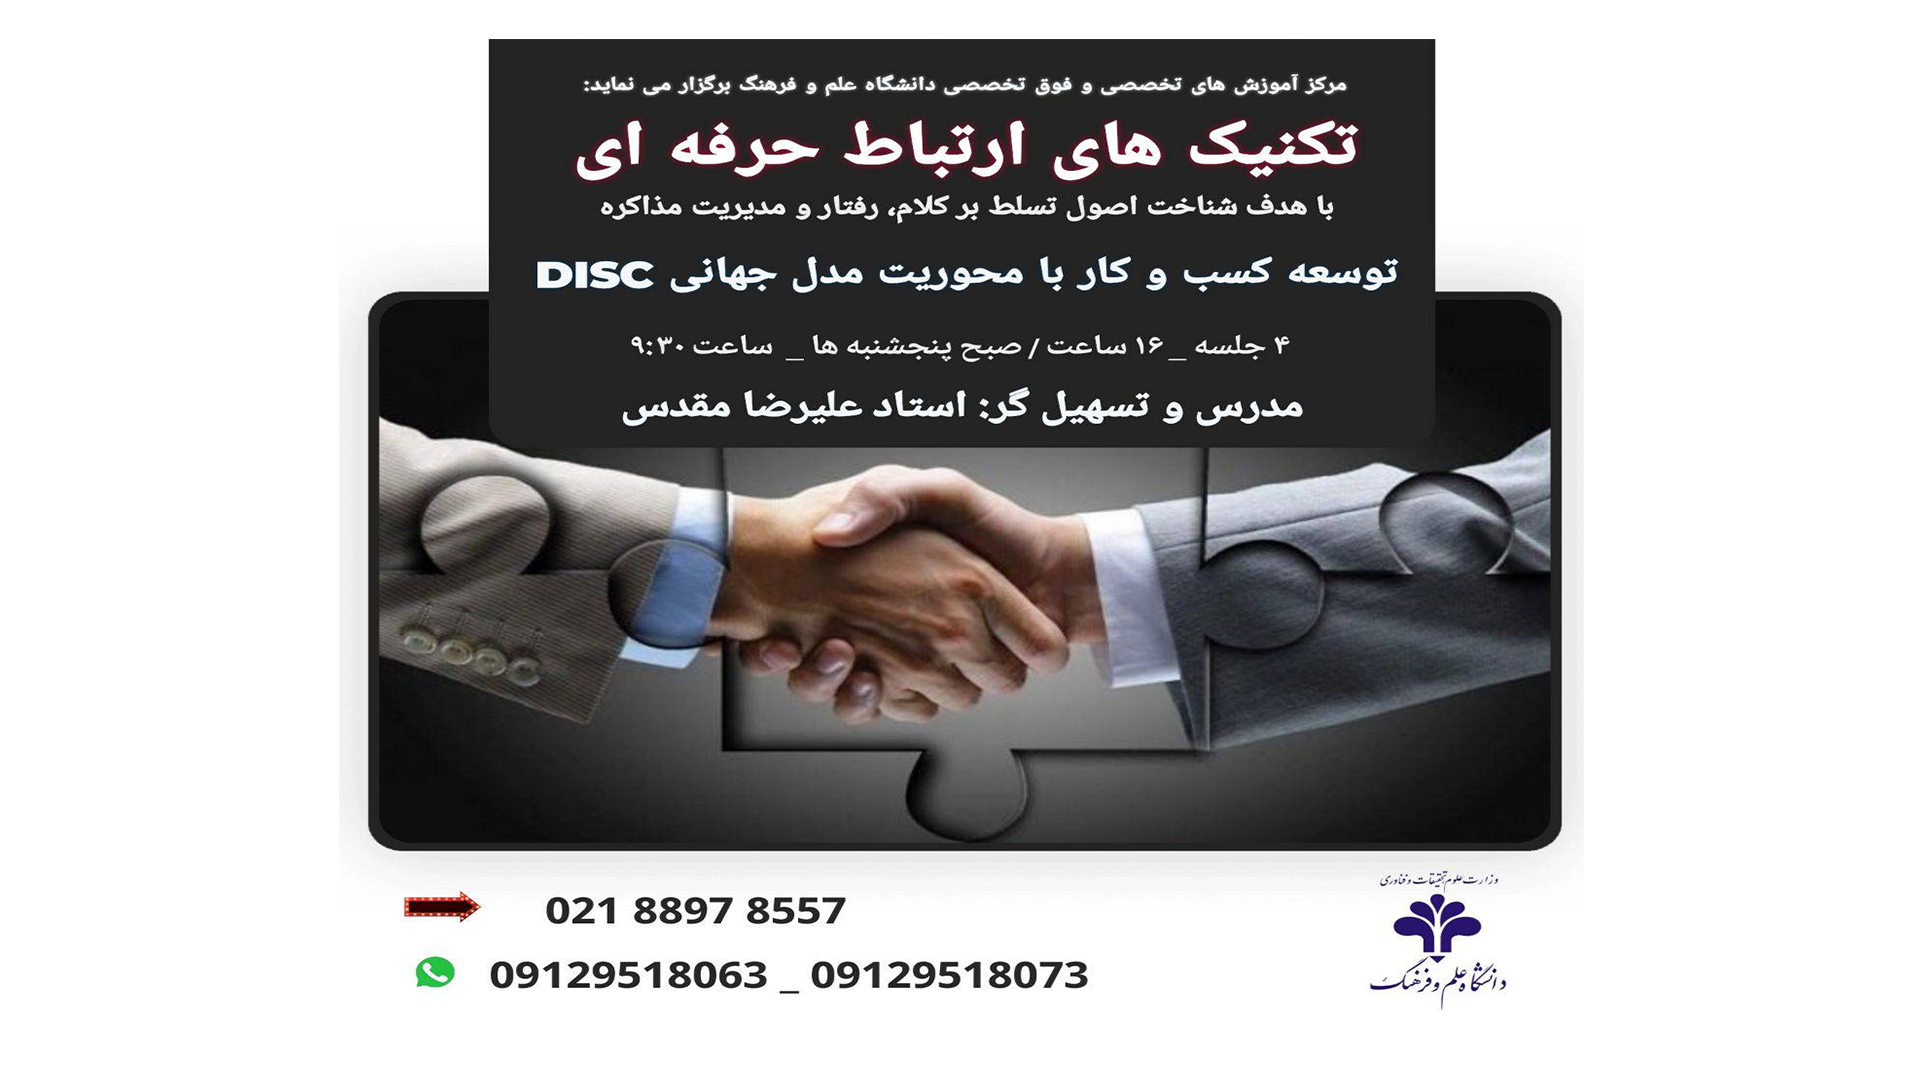 مرکز آموزش های تخصصی و فوق تخصصی دانشگاه علم و فرهنگ برگزار می نماید:
تکنیک های ارتباط حرفه ای
با هدف شناخت اصول تسلط بر کلام، رفتار و مدیریت مذاکره
توسعه کسب و کار با محوریت مدل جهانی DISC
۴ جلسه _ ۱۶ ساعت / صبح پنجشنبه ها _ ساعت ۹:۳۰
مدرس و تسهیل گر: استاد علیرضا مقدس
021 8897 8557
09129518063 _ 09129518073
وزارت علوم تحقیقات و فناوری
دانشگاه علم و فرهنگ